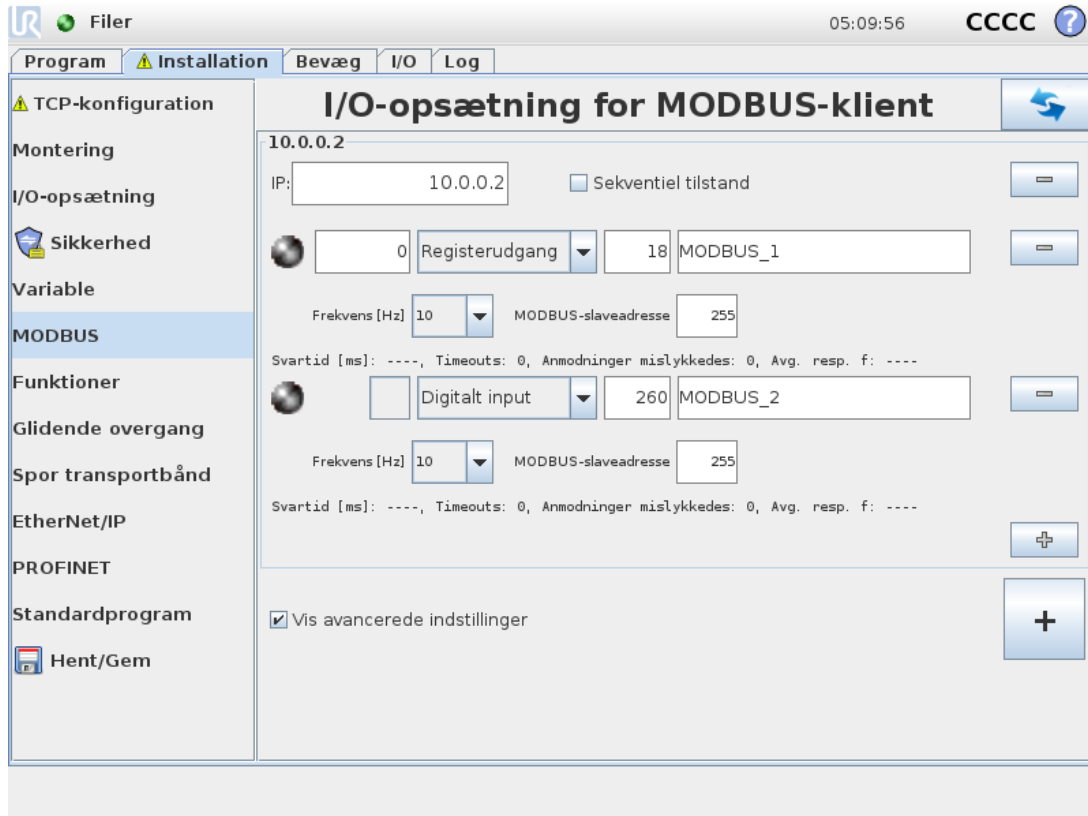 UR Filer 05:09:56 CCCC ?
Program Installation Bevæg I/O Log
TCP-konfiguration
Montering
I/O-opsætning
Sikkerhed
Variable
MODBUS
Funktioner
Glidende overgang
Spor transportbånd
EtherNet/IP
PROFINET
Standardprogram
Hent/Gem
I/O-opsætning for MODBUS-klient
10.0.0.2
IP: 10.0.0.2 Sekventiel tilstand
0 Registerudgang 18 MODBUS_1
Frekvens [Hz] 10 MODBUS-slaveadresse 255
Svartid [ms]: ----, Timeouts: 0, Anmodninger mislykkedes: 0, Avg. resp. f: ----
Digitalt input 260 MODBUS_2
Frekvens [Hz] 10 MODBUS-slaveadresse 255
Svartid [ms]: ----, Timeouts: 0, Anmodninger mislykkedes: 0, Avg. resp. f: ----
Vis avancerede indstillinger